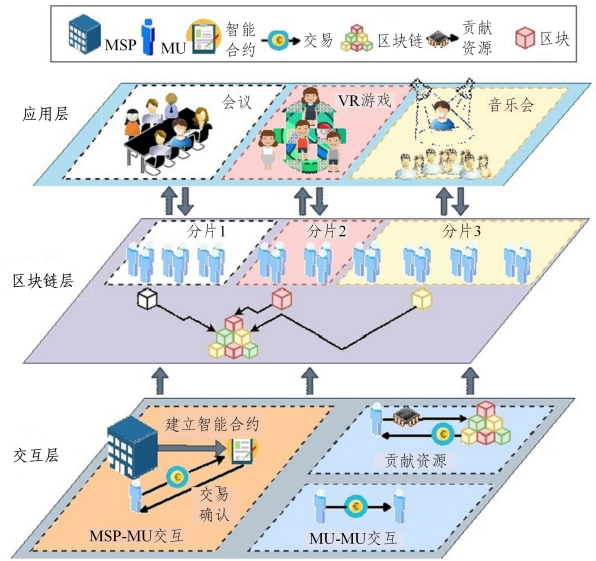 MSP
MU
智能
合约
交易
区块链
贡献
资源
区块
应用层
会议
VR游戏
音乐会
区块链层
分片1
分片2
分片3
交互层
建立智能合约
交易
确认
MSP-MU交互
贡献资源
MU-MU交互